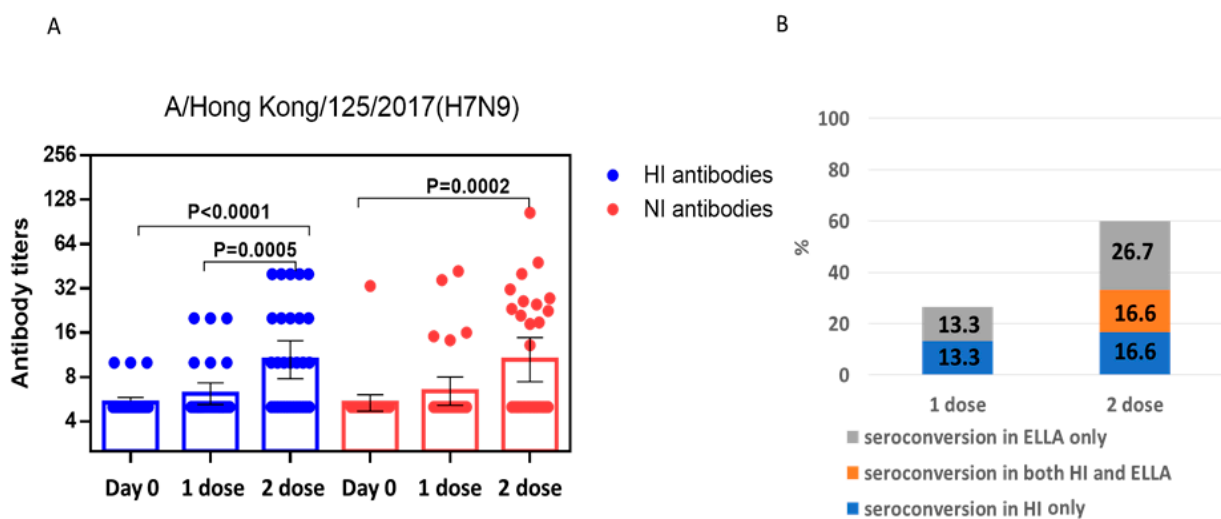 A
B
A/Hong Kong/125/2017(H7N9)
256
128
64
32
16
8
4
Antibody titers
P<0.0001
P=0.0005
P=0.0002
Day 0
1 dose
2 dose
Day 0
1 dose
2 dose
HI antibodies
NI antibodies
100
80
60
40
20
0
%
13.3
13.3
26.7
16.6
16.6
1 dose
2 dose
seroconversion in ELLA only
seroconversion in both HI and ELLA
seroconversion in HI only